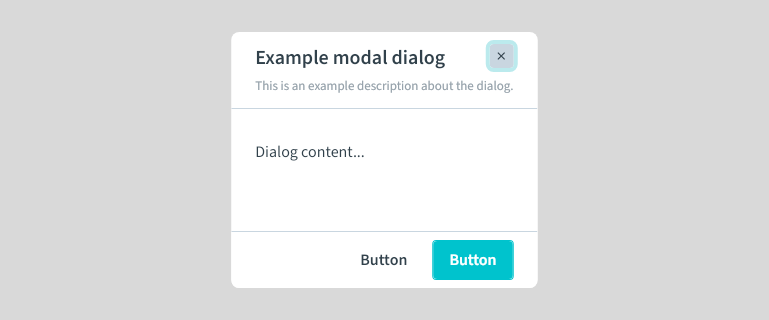 Example modal dialog
This is an example description about the dialog.
Dialog content...
Button Button